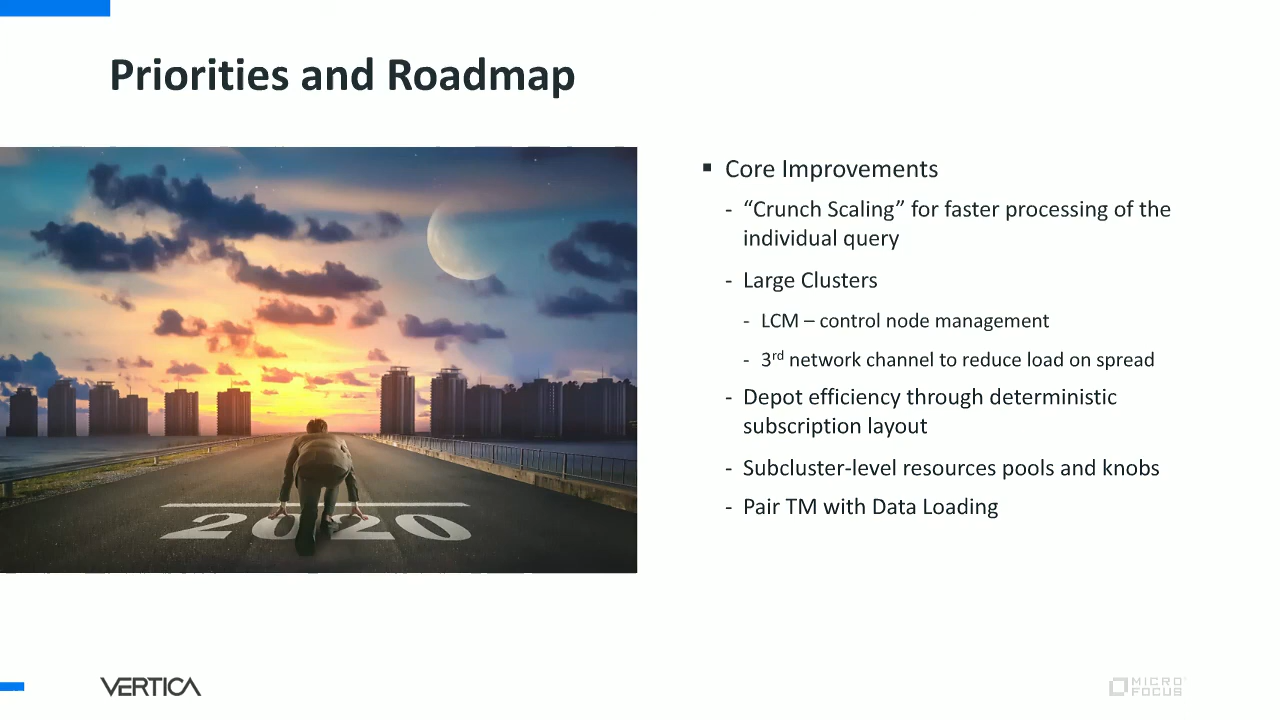 Priorities and Roadmap
▪ Core Improvements
- “Crunch Scaling” for faster processing of the
individual query
- Large Clusters
- LCM – control node management
- 3rd network channel to reduce load on spread
- Depot efficiency through deterministic
subscription layout
- Subcluster-level resources pools and knobs
- Pair TM with Data Loading
2020
VERTICA
MICRO
FOCUS